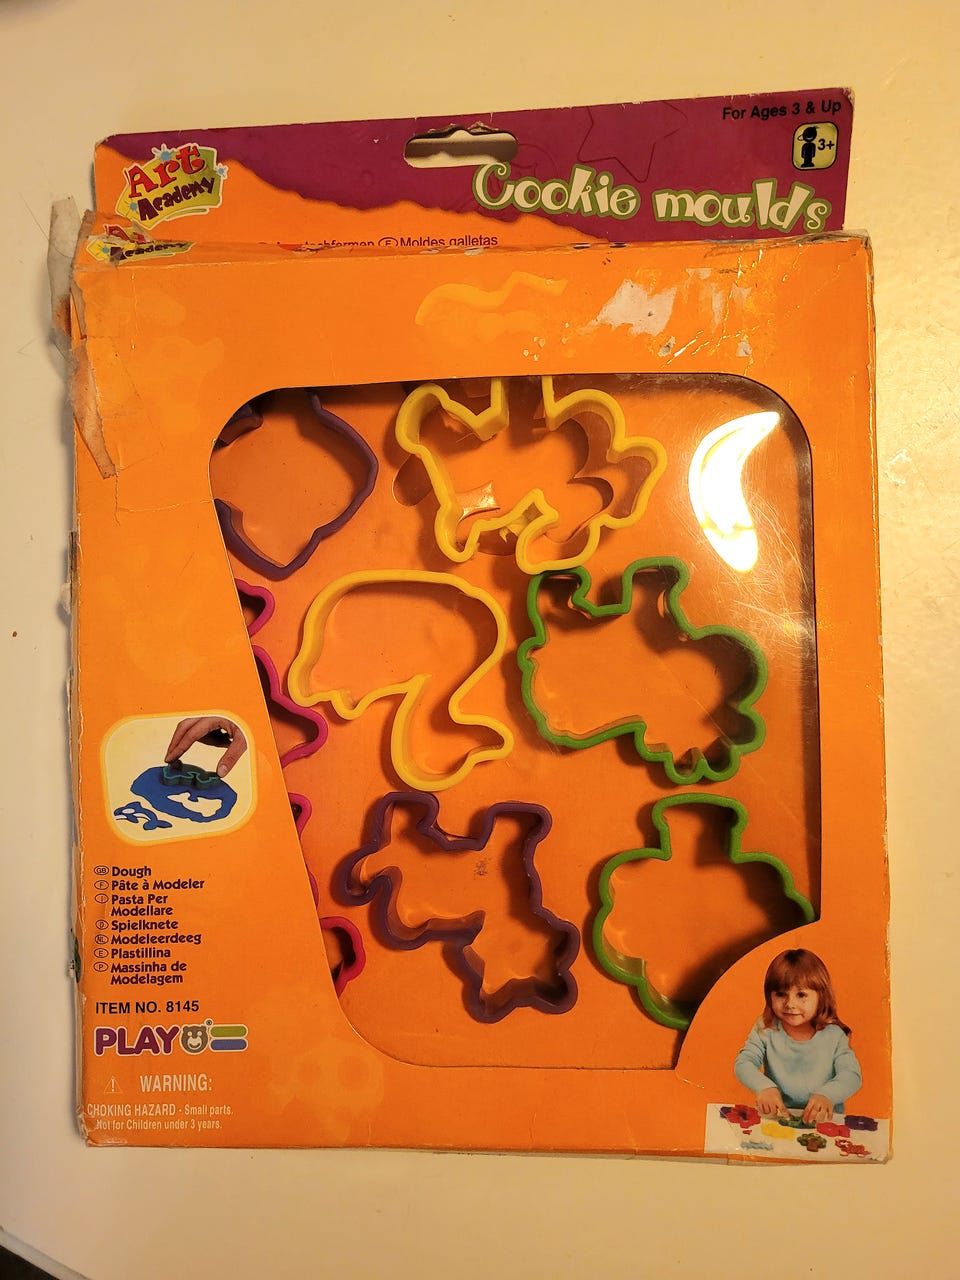 For Ages 3 & Up
3+
Art
Academy
Cookie moulds
E Moldes galletas
Academy
GB Dough
F Pâte à Modeler
I Pasta Per
Modellare
D Spielknete
NL Modeleerdeeg
E Plastillina
P Massinha de
Modelagem
ITEM NO. 8145
PLAY
WARNING:
CHOKING HAZARD - Small parts.
Not for Children under 3 years.